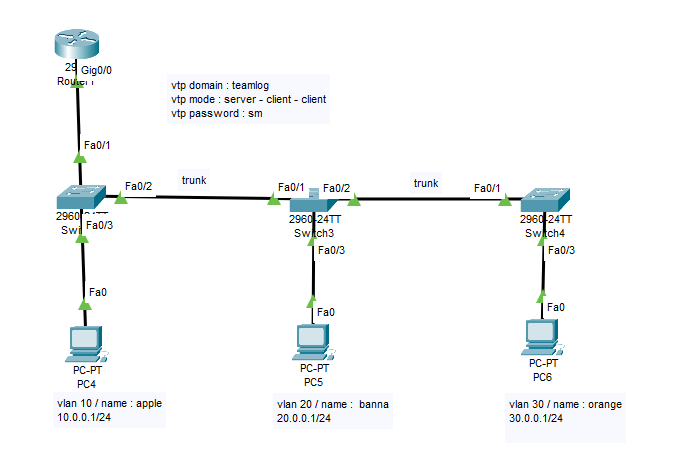 Gig0/0
vtp domain : teamlog
vtp mode : server - client - client
vtp password : sm
Fa0/1
trunk
trunk
Fa0/2
Fa0/1
Fa0/2
Fa0/1
2960-24TT
2960-24TT
Switch3
Switch4
Fa0/3
Fa0/3
Fa0/3
Fa0
Fa0
Fa0
PC-PT
PC4
PC-PT
PC5
PC-PT
PC6
vlan 10 / name : apple
10.0.0.1/24
vlan 20 / name :  banna
20.0.0.1/24
vlan 30 / name : orange
30.0.0.1/24